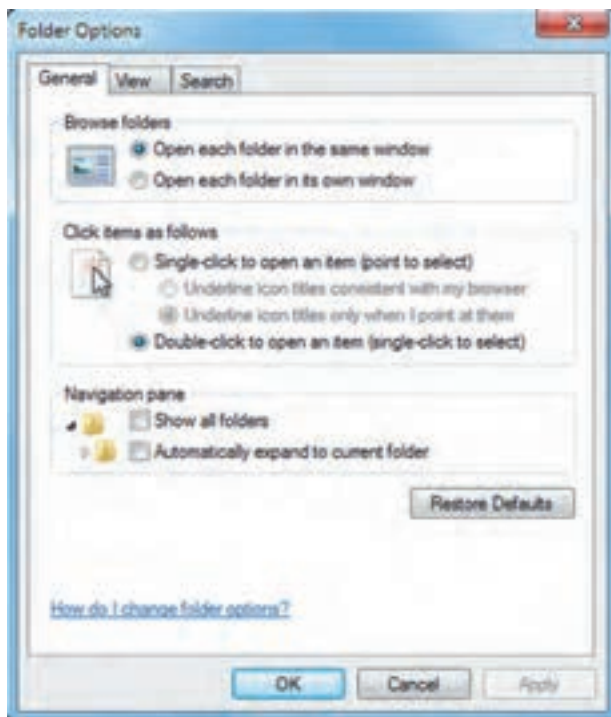 Folder Options
General View Search
Browse folders
Open each folder in the same window
Open each folder in its own window
Click items as follows
Single-click to open an item (point to select)
Underline icon titles consistent with my browser
Underline icon titles only when I point at them
Double-click to open an item (single-click to select)
Navigation pane
Show all folders
Automatically expand to current folder
Restore Defaults
How do I change folder options?
OK Cancel Apply